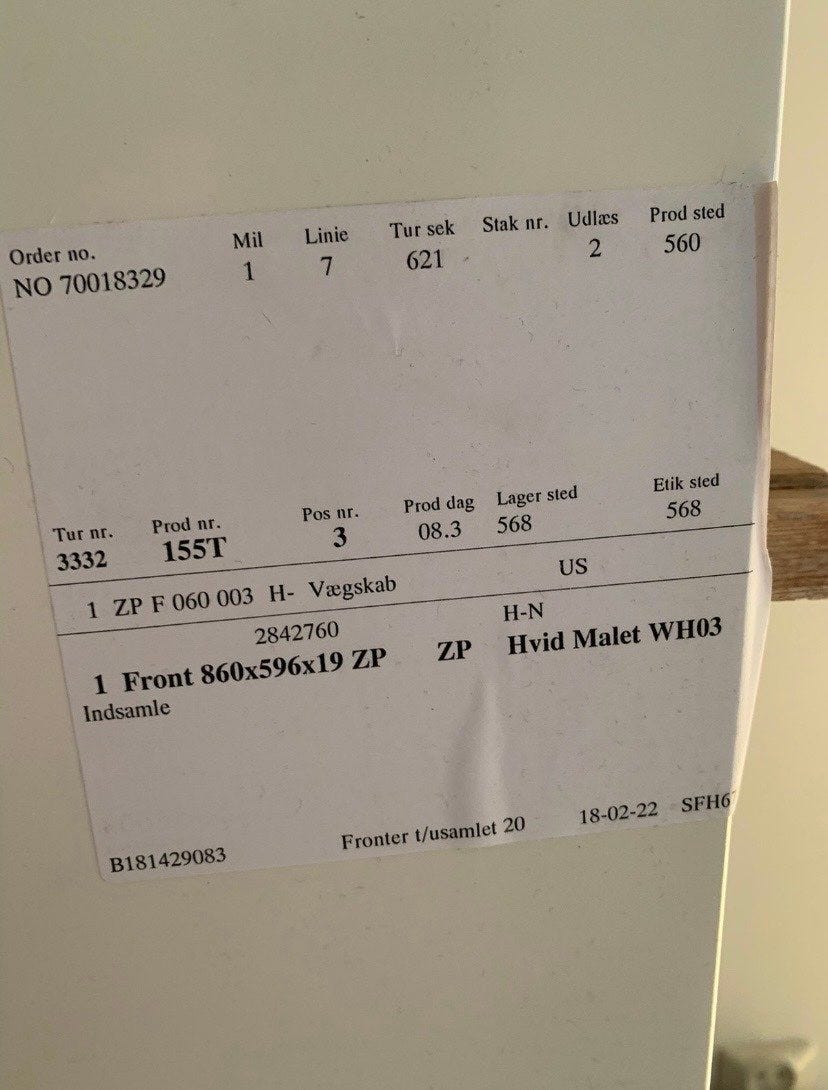 Order no. Mil Linie Tur sek Stak nr. Udlæs Prod sted
NO 70018329 1 7 621 2 560
Tur nr. Prod nr. Pos nr. Prod dag Lager sted Etik sted
3332 155T 3 08.3 568 568
1 ZP F 060 003 H- Vægskab US
2842760 H-N
1 Front 860x596x19 ZP ZP Hvid Malet WH03
Indsamle
B181429083 Fronter t/usamlet 20 18-02-22 SFH6